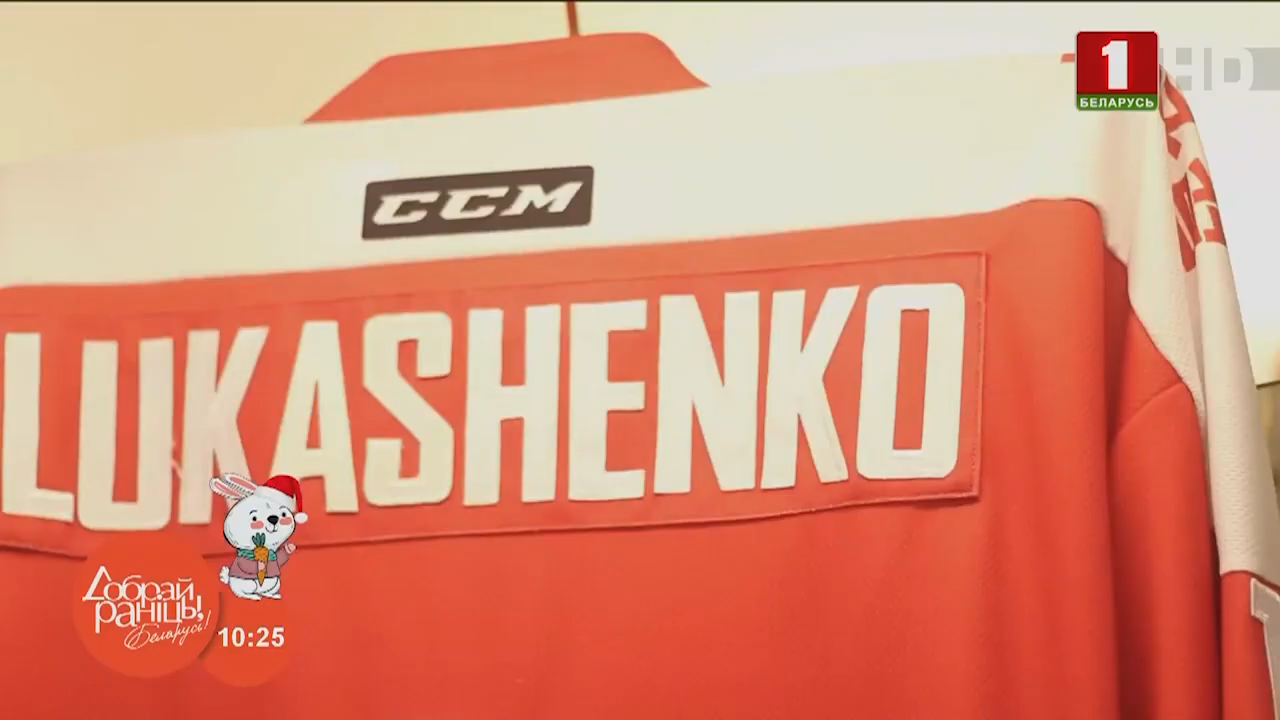 1
HD
БЕЛАРУСЬ
CCM
LUKASHENKO
Добрай
раніцы,
Беларусь!
10:25